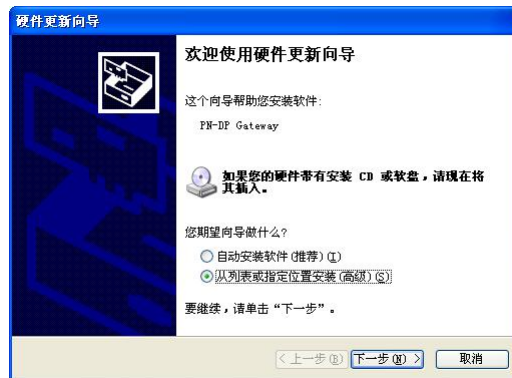 硬件更新向导
欢迎使用硬件更新向导
这个向导帮助您安装软件:
PN-DP Gateway
如果您的硬件带有安装 CD 或软盘，请现在将
其插入。
您期望向导做什么?
自动安装软件(推荐)(I)
从列表或指定位置安装(高级)(S)
要继续，请单击“下一步”。
<上一步(B) 下一步(N)> 取消